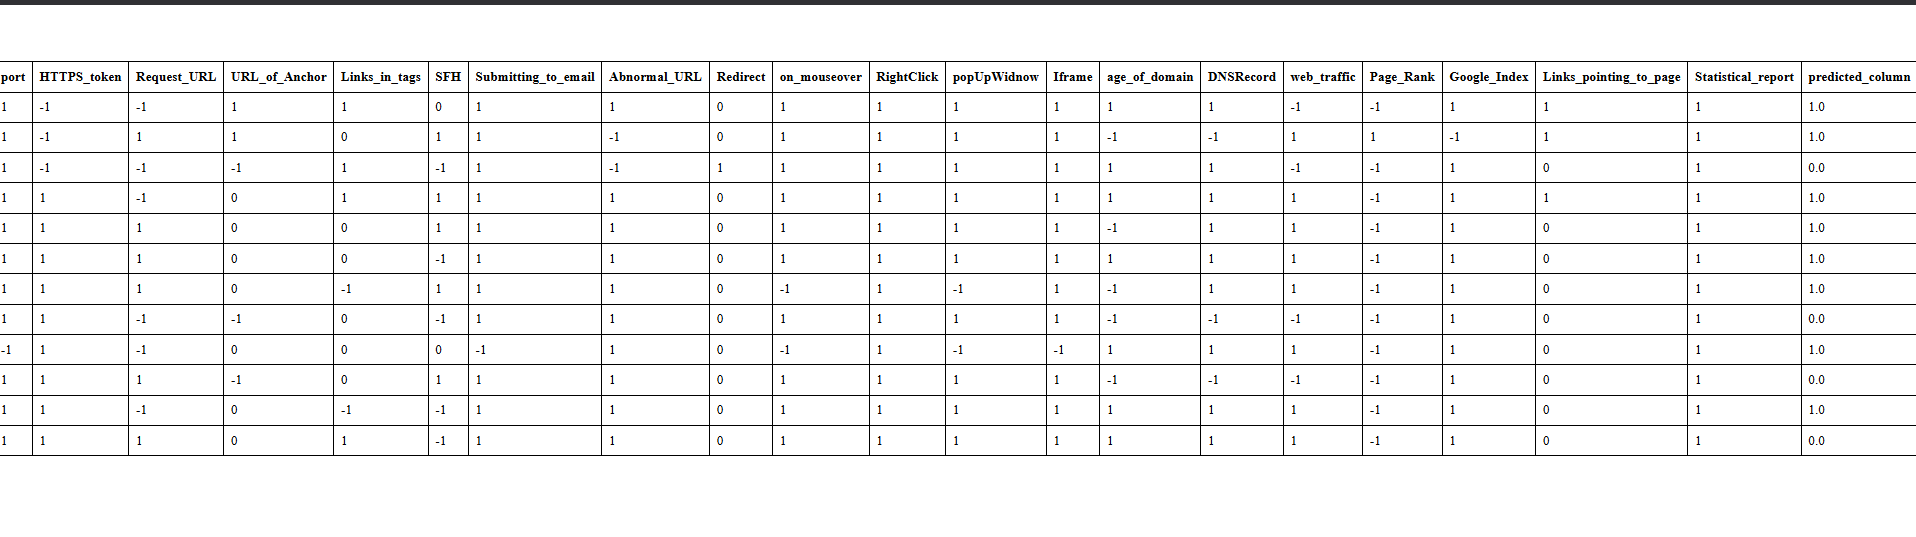 port HTTPS_token Request_URL URL_of_Anchor Links_in_tags SFH Submitting_to_email Abnormal_URL Redirect on_mouseover RightClick popUpWidnow Iframe age_of_domain DNSRecord web_traffic Page_Rank Google_Index Links_pointing_to_page Statistical_report predicted_column
1 -1 -1 1 1 0 1 1 0 1 1 1 1 1 1 -1 -1 1 1 1 1.0
1 -1 1 1 0 1 1 -1 0 1 1 1 1 -1 -1 1 1 -1 1 1 1.0
1 -1 -1 -1 1 -1 1 -1 1 1 1 1 1 1 1 -1 -1 1 0 1 0.0
1 1 -1 0 1 1 1 1 0 1 1 1 1 1 1 1 -1 1 1 1 1.0
1 1 1 0 0 1 1 1 0 1 1 1 1 -1 1 1 -1 1 0 1 1.0
1 1 1 0 0 -1 1 1 0 1 1 1 1 1 1 1 -1 1 0 1 1.0
1 1 1 0 -1 1 1 1 0 -1 1 -1 1 -1 1 1 -1 1 0 1 1.0
1 1 -1 -1 0 -1 1 1 0 1 1 1 1 -1 -1 -1 -1 1 0 1 0.0
-1 1 -1 0 0 0 -1 1 0 -1 1 -1 -1 1 1 1 -1 1 0 1 1.0
1 1 1 -1 0 1 1 1 0 1 1 1 1 -1 -1 -1 -1 1 0 1 0.0
1 1 -1 0 -1 -1 1 1 0 1 1 1 1 1 1 1 -1 1 0 1 1.0
1 1 1 0 1 -1 1 1 0 1 1 1 1 1 1 1 -1 1 0 1 0.0